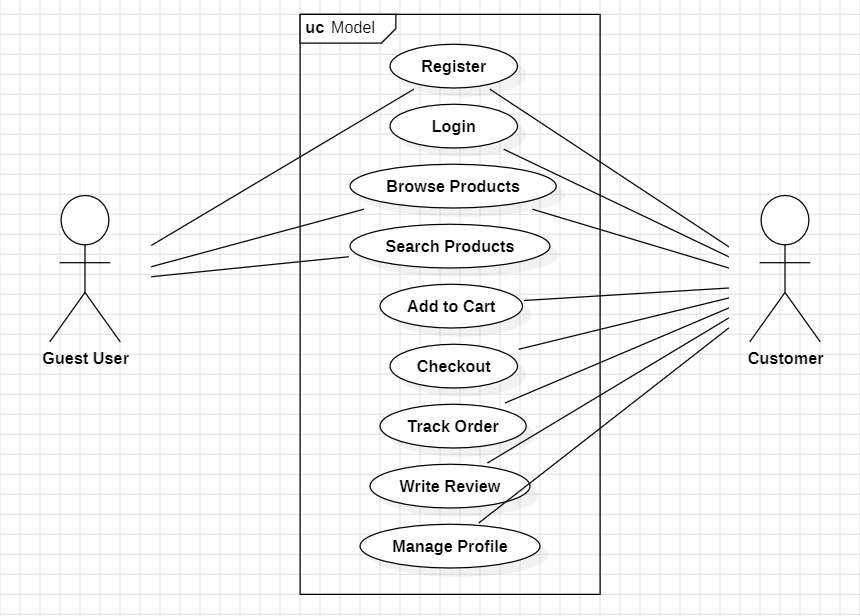 uc Model
Register
Login
Browse Products
Search Products
Add to Cart
Checkout
Track Order
Write Review
Manage Profile
Guest User
Customer